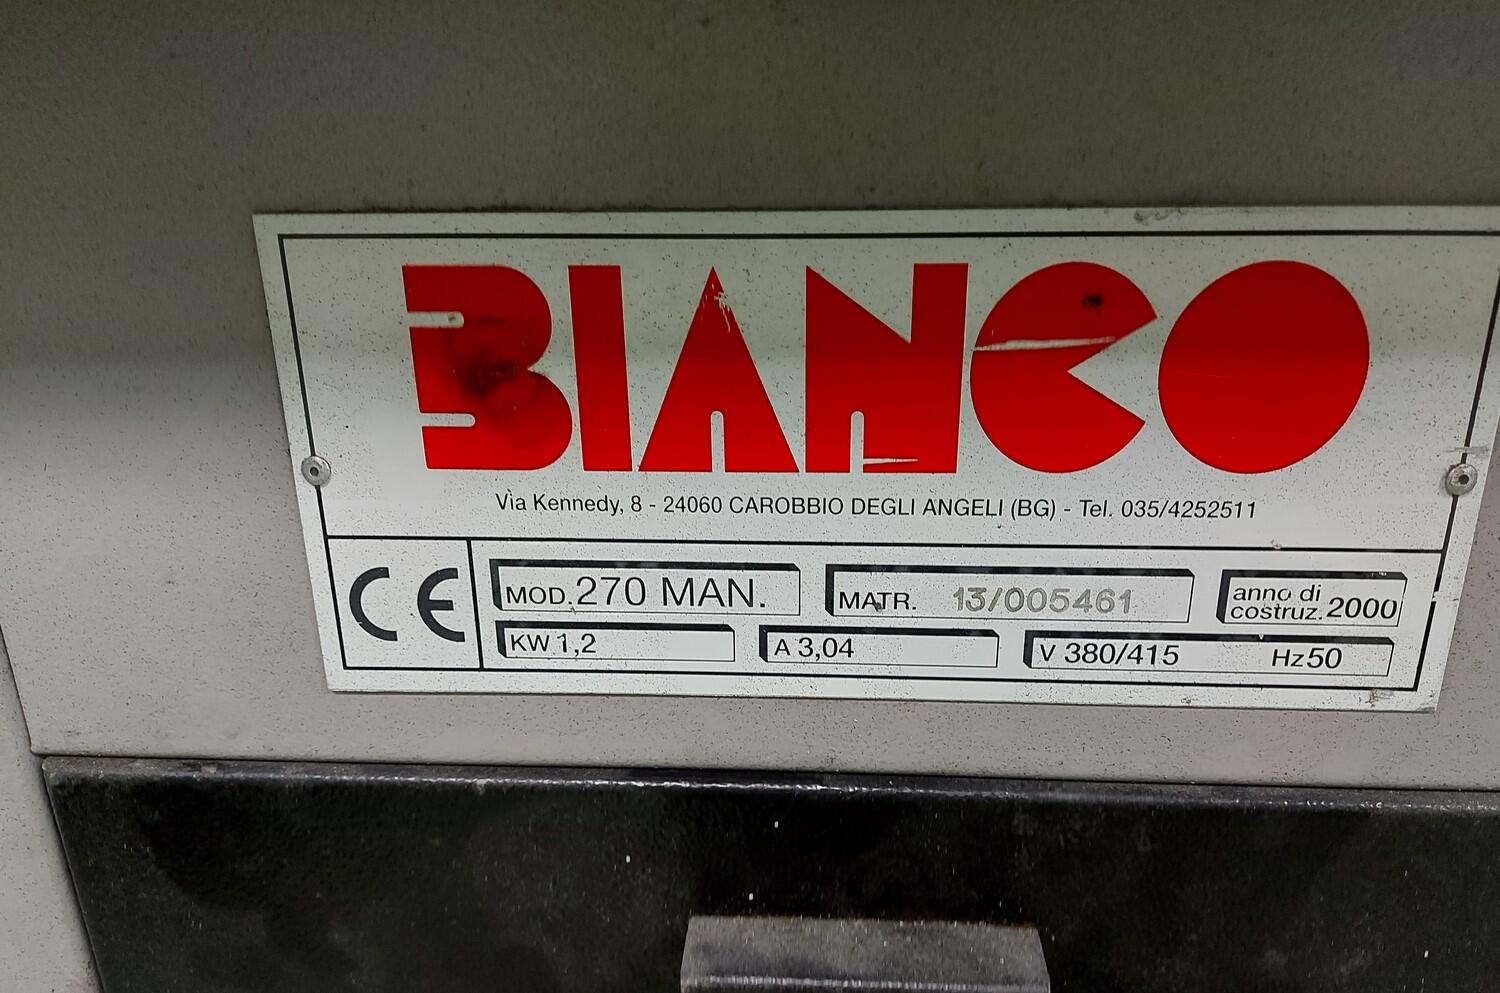 BIANCO
Via Kennedy, 8 - 24060 CAROBBIO DEGLI ANGELI (BG) - Tel. 035/4252511
CE
MOD. 270 MAN.
MATR. 13/005461
anno di
costruz. 2000
KW 1,2
A 3,04
V 380/415 Hz 50